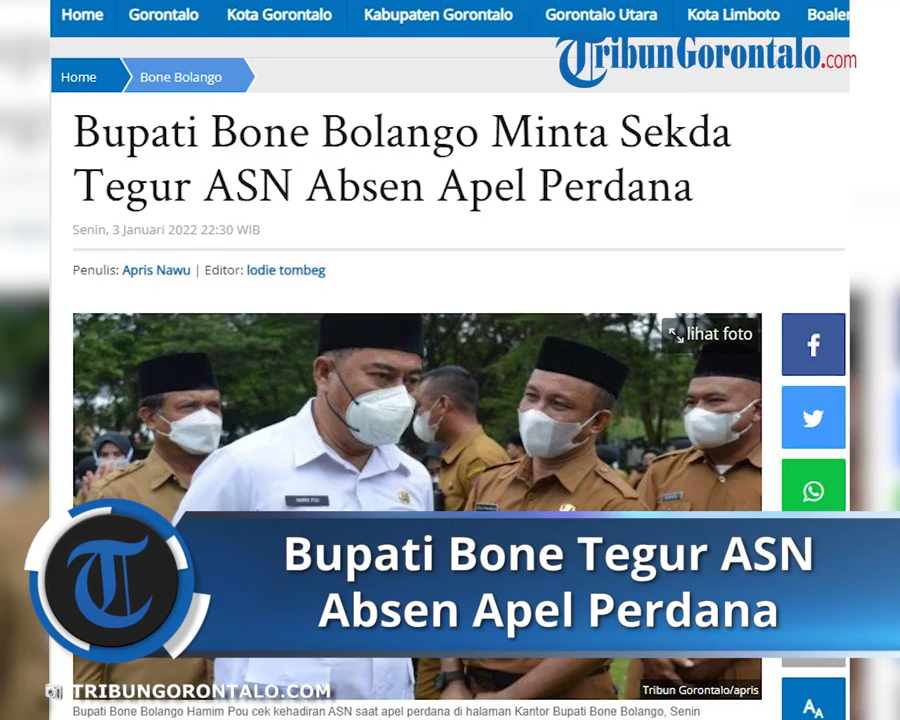 Home Gorontalo Kota Gorontalo Kabupaten Gorontalo Gorontalo Utara Kota Limboto
TribunGorontalo.com
Home Bone Bolango
Bupati Bone Bolango Minta Sekda
Tegur ASN Absen Apel Perdana
Senin, 3 Januari 2022 22:30 WIB
Penulis: Apris Nawu | Editor: lodie tombeg
lihat foto
HAMIM POU
Bupati Bone Tegur ASN
Absen Apel Perdana
Tribun Gorontalo/apris
TRIBUNGORONTALO.COM
Bupati Bone Bolango Hamim Pou cek kehadiran ASN saat apel perdana di halaman Kantor Bupati Bone Bolango, Senin
AA